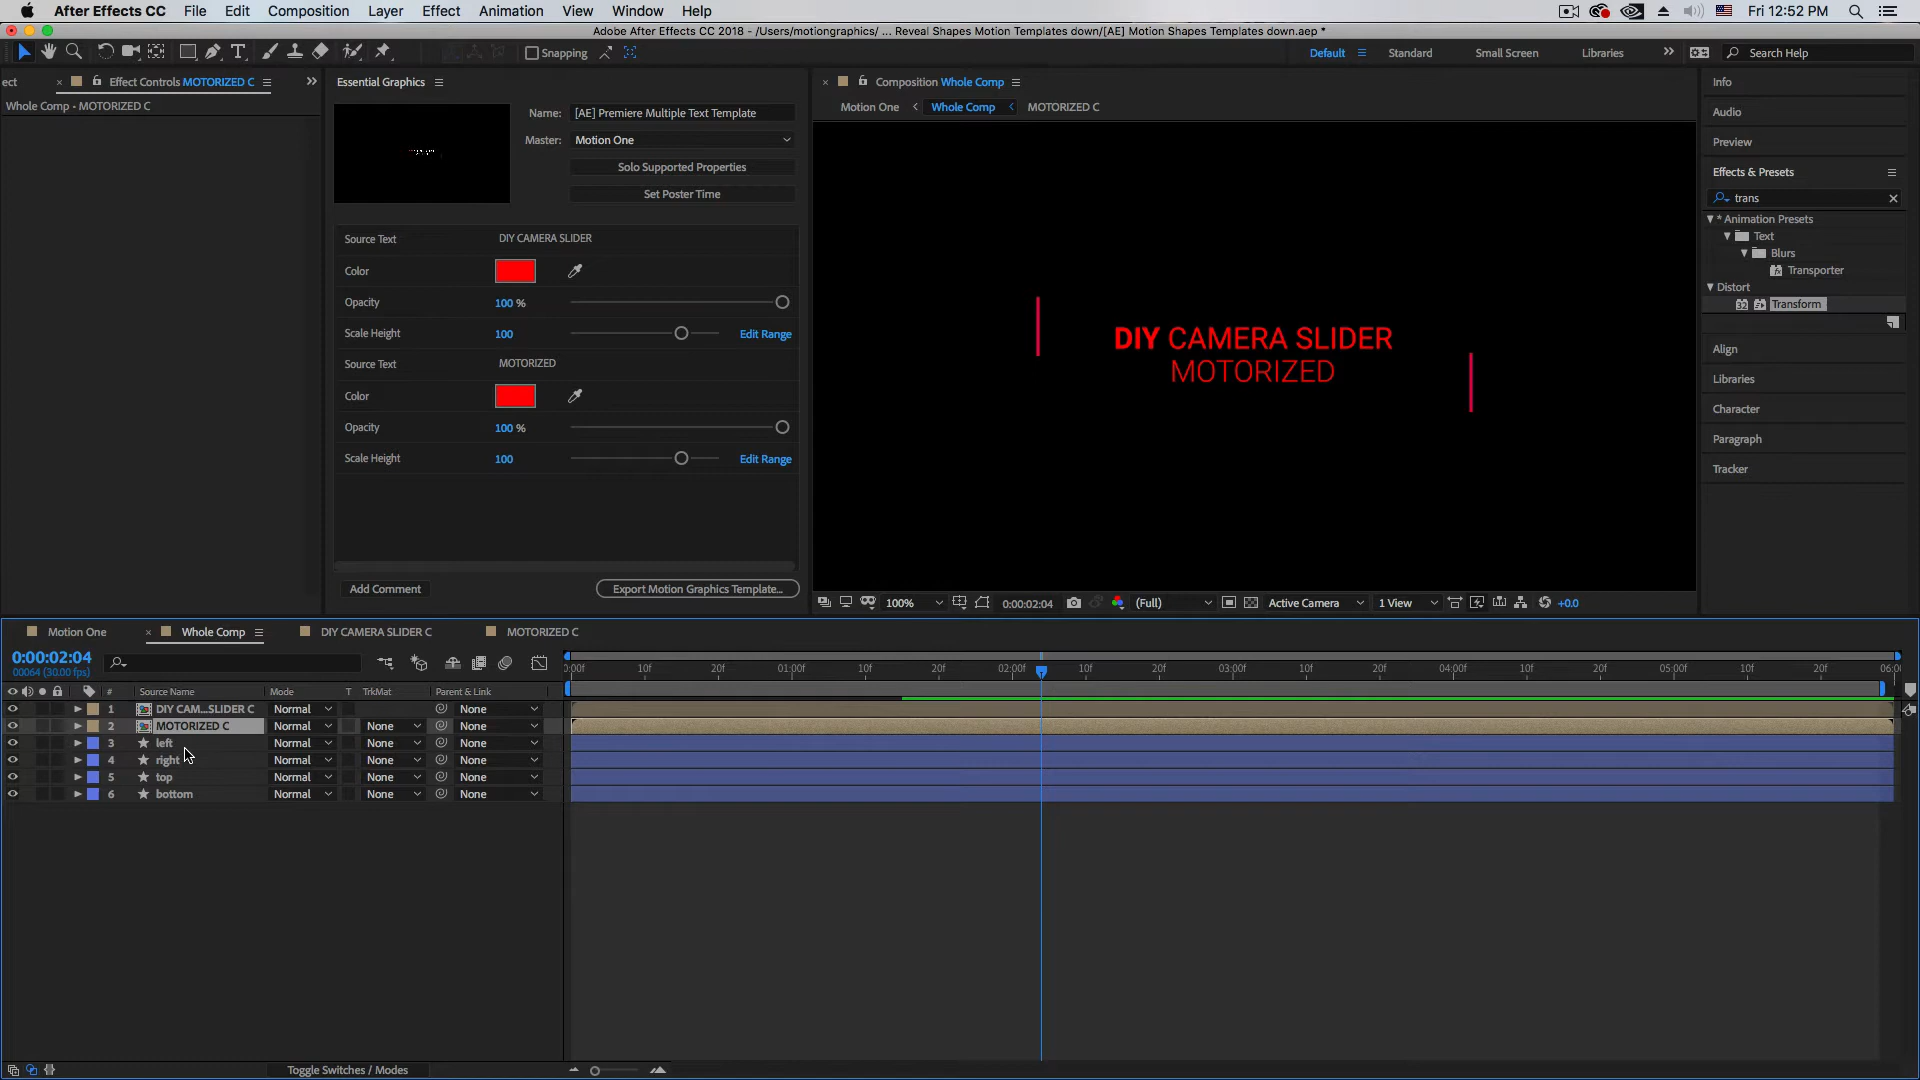 After Effects CC File Edit Composition Layer Effect Animation View Window Help Fri 12:52 PM
Adobe After Effects CC 2018 - /Users/motiongraphics/ ... Reveal Shapes Motion Templates down/[AE] Motion Shapes Templates down.aep *
Snapping Default Standard Small Screen Libraries Search Help
ect Effect Controls MOTORIZED C
Whole Comp • MOTORIZED C
Essential Graphics
Name: [AE] Premiere Multiple Text Template
Master: Motion One
Solo Supported Properties
Set Poster Time
Source Text DIY CAMERA SLIDER
Color
Opacity 100 %
Scale Height 100 Edit Range
Source Text MOTORIZED
Color
Opacity 100 %
Scale Height 100 Edit Range
Add Comment Export Motion Graphics Template...
Composition Whole Comp
Motion One Whole Comp MOTORIZED C
DIY CAMERA SLIDER
MOTORIZED
100% 0:00:02:04 (Full) Active Camera 1 View +0.0
Info
Audio
Preview
Effects & Presets
trans
* Animation Presets
Text
Blurs
Transporter
Distort
32 Transform
Align
Libraries
Character
Paragraph
Tracker
Motion One Whole Comp DIY CAMERA SLIDER C MOTORIZED C
0:00:02:04
00064 (30.00 fps)
0:00f 10f 20f 01:00f 10f 20f 02:00f 10f 20f 03:00f 10f 20f 04:00f 10f 20f 05:00f 10f 20f 06:00
# Source Name Mode T TrkMat Parent & Link
1 DIY CAM...SLIDER C Normal None
2 MOTORIZED C Normal None None
3 left Normal None None
4 right Normal None None
5 top Normal None None
6 bottom Normal None None
Toggle Switches / Modes